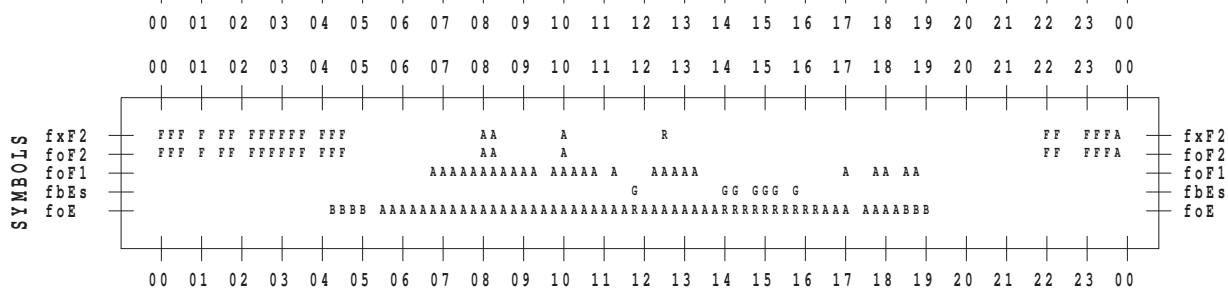 00 01 02 03 04 05 06 07 08 09 10 11 12 13 14 15 16 17 18 19 20 21 22 23 00
00 01 02 03 04 05 06 07 08 09 10 11 12 13 14 15 16 17 18 19 20 21 22 23 00
SYMBOLS
fxF2 FFF F FF FFFFFF FFF AA A R FF FFFA fxF2
foF2 FFF F FF FFFFFF FFF AA A FF FFFA foF2
foF1 AAAAAAAAAAA AAAAA A AAAAA A AA AA foF1
fbEs G GG GGG G fbEs
foE BBBB AAAAAAAAAAAAAAAAAAAAAAAAARAAAAAAAARRRRRRRRRRAAA AAAABBB foE
00 01 02 03 04 05 06 07 08 09 10 11 12 13 14 15 16 17 18 19 20 21 22 23 00